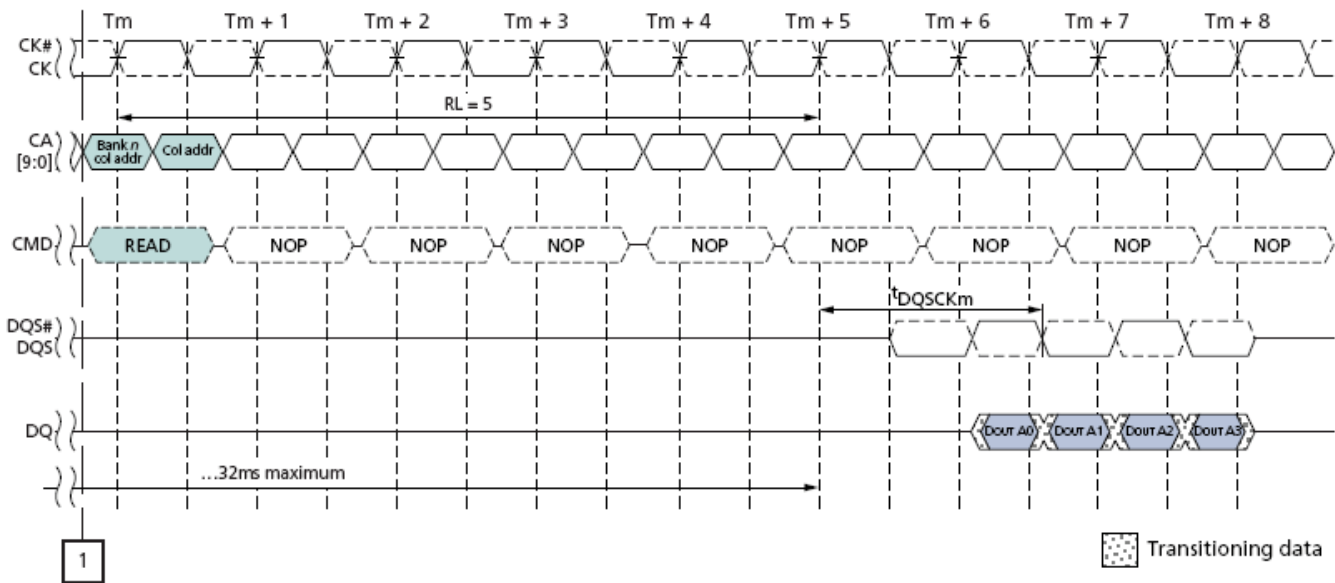 Tm Tm + 1 Tm + 2 Tm + 3 Tm + 4 Tm + 5 Tm + 6 Tm + 7 Tm + 8
CK#
CK
RL = 5
CA
[9:0]
Bank n
col addr
Col addr
CMD
READ NOP NOP NOP NOP NOP NOP NOP NOP
tDQSCKm
DQS#
DQS
DQ
DOUT A0 DOUT A1 DOUT A2 DOUT A3
...32ms maximum
1
Transitioning data